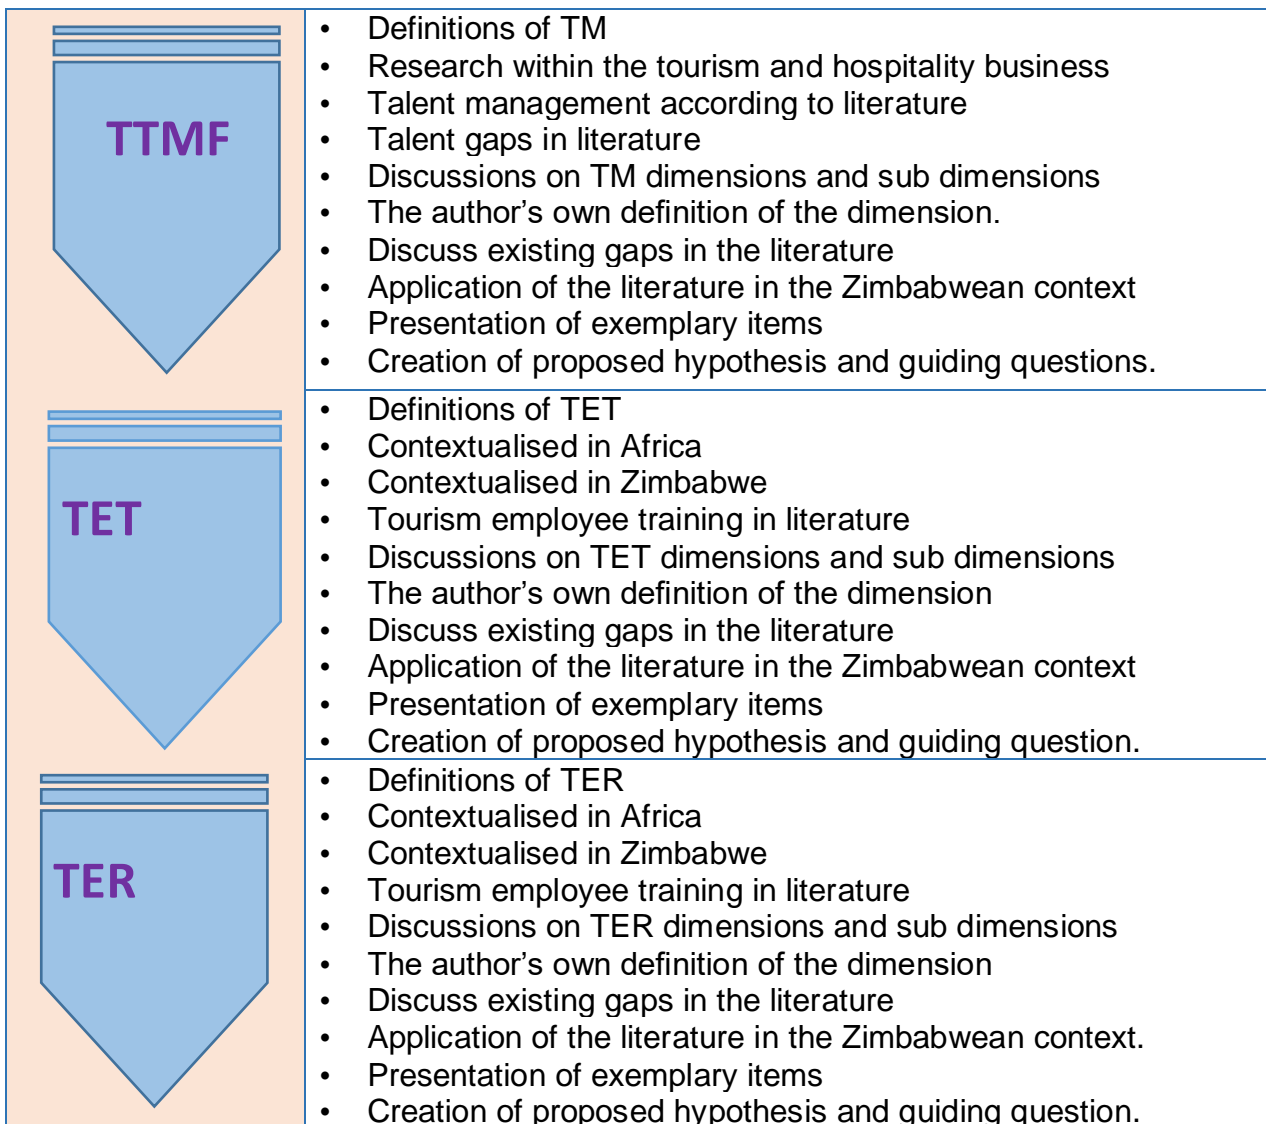 TTMF
• Definitions of TM
• Research within the tourism and hospitality business
• Talent management according to literature
• Talent gaps in literature
• Discussions on TM dimensions and sub dimensions
• The author’s own definition of the dimension.
• Discuss existing gaps in the literature
• Application of the literature in the Zimbabwean context
• Presentation of exemplary items
• Creation of proposed hypothesis and guiding questions.
TET
• Definitions of TET
• Contextualised in Africa
• Contextualised in Zimbabwe
• Tourism employee training in literature
• Discussions on TET dimensions and sub dimensions
• The author’s own definition of the dimension
• Discuss existing gaps in the literature
• Application of the literature in the Zimbabwean context
• Presentation of exemplary items
• Creation of proposed hypothesis and guiding question.
TER
• Definitions of TER
• Contextualised in Africa
• Contextualised in Zimbabwe
• Tourism employee training in literature
• Discussions on TER dimensions and sub dimensions
• The author’s own definition of the dimension
• Discuss existing gaps in the literature
• Application of the literature in the Zimbabwean context.
• Presentation of exemplary items
• Creation of proposed hypothesis and guiding question.